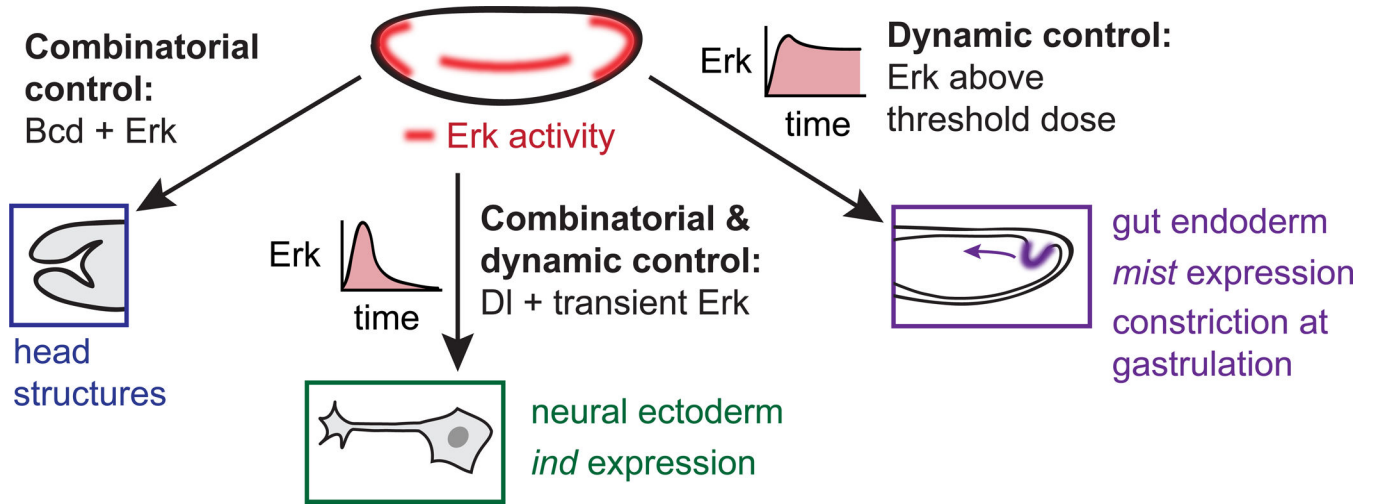 Combinatorial
control:
Bcd + Erk
Erk activity
Erk
time
Dynamic control:
Erk above
threshold dose
head
structures
Erk
time
Combinatorial &
dynamic control:
Dl + transient Erk
neural ectoderm
ind expression
gut endoderm
mist expression
constriction at
gastrulation